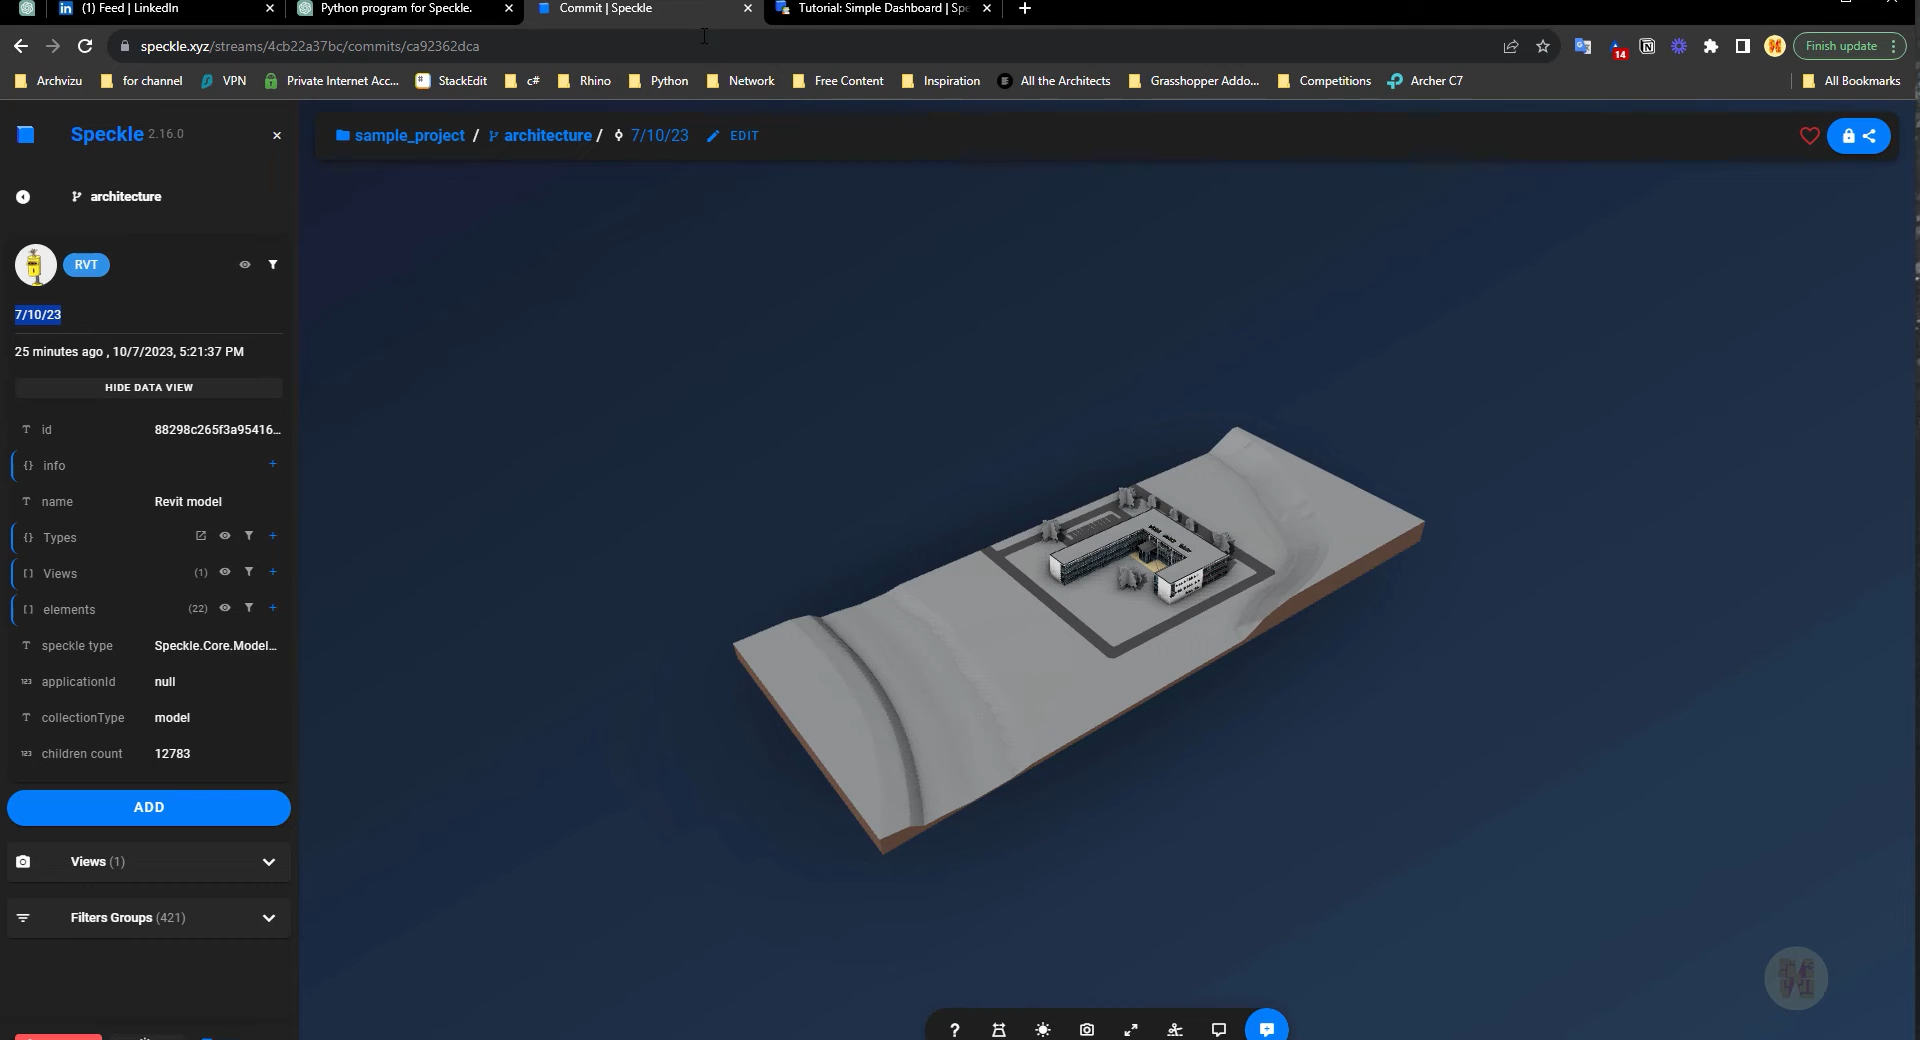 (1) Feed | LinkedIn
Python program for Speckle.
Commit | Speckle
Tutorial: Simple Dashboard | Spe
speckle.xyz/streams/4cb22a37bc/commits/ca92362dca
14
Finish update
Archvizu
for channel
VPN
Private Internet Acc...
StackEdit
c#
Rhino
Python
Network
Free Content
Inspiration
All the Architects
Grasshopper Addo...
Competitions
Archer C7
All Bookmarks
Speckle 2.16.0
sample_project / architecture / 7/10/23 EDIT
architecture
RVT
7/10/23
25 minutes ago , 10/7/2023, 5:21:37 PM
HIDE DATA VIEW
T id 88298c265f3a95416...
{} info +
T name Revit model
{} Types +
[] Views (1) +
[] elements (22) +
T speckle type Speckle.Core.Model...
123 applicationId null
T collectionType model
123 children count 12783
ADD
Views (1)
Filters Groups (421)
?